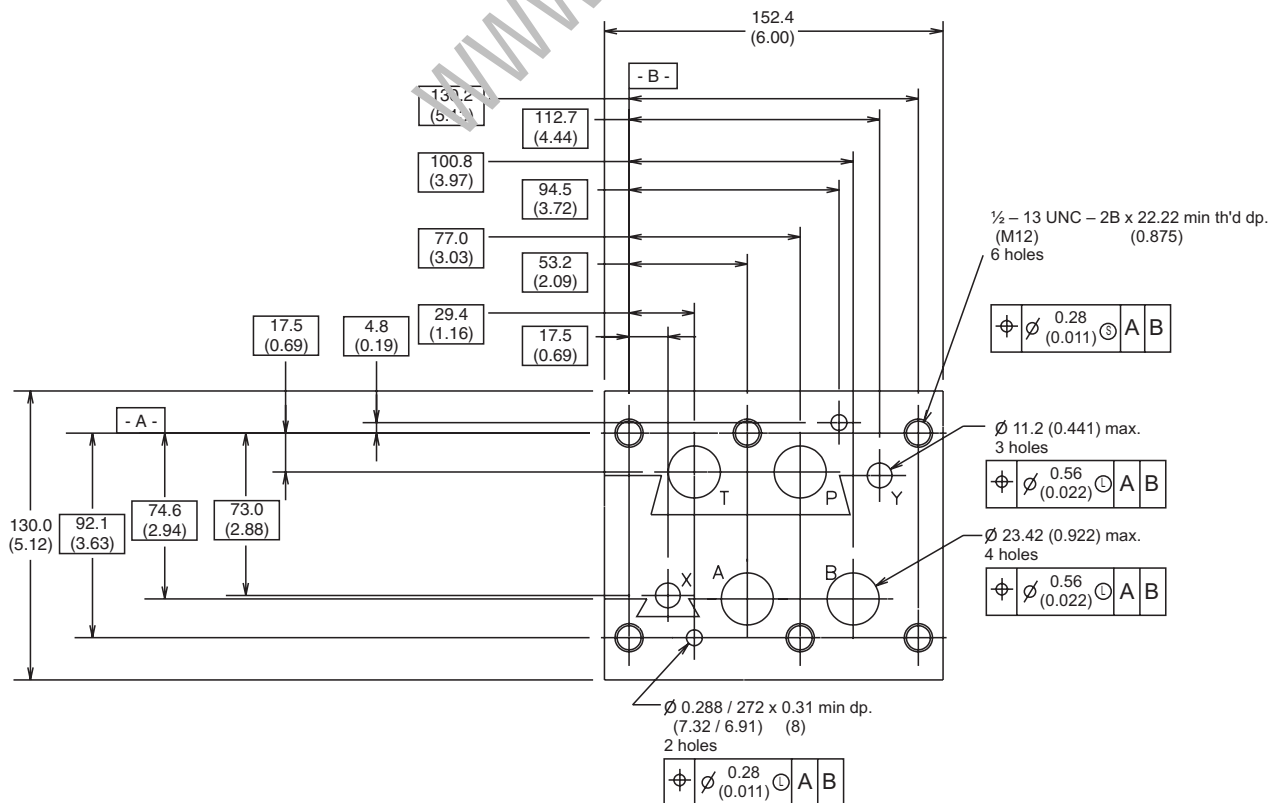 WWW
152.4
(6.00)
- B -
112.7
(4.44)
100.8
(3.97)
94.5
(3.72)
77.0
(3.03)
53.2
(2.09)
29.4
(1.16)
17.5
(0.69)
17.5
(0.69)
4.8
(0.19)
- A -
½ – 13 UNC – 2B x 22.22 min th'd dp.
(M12) (0.875)
6 holes
⌖ Ø 0.28 (0.011) Ⓢ A B
Ø 11.2 (0.441) max.
3 holes
⌖ Ø 0.56 (0.022) Ⓛ A B
Ø 23.42 (0.922) max.
4 holes
⌖ Ø 0.56 (0.022) Ⓛ A B
T P Y
X A B
130.0
(5.12)
92.1
(3.63)
74.6
(2.94)
73.0
(2.88)
Ø 0.288 / 272 x 0.31 min dp.
(7.32 / 6.91) (8)
2 holes
⌖ Ø 0.28 (0.011) Ⓛ A B